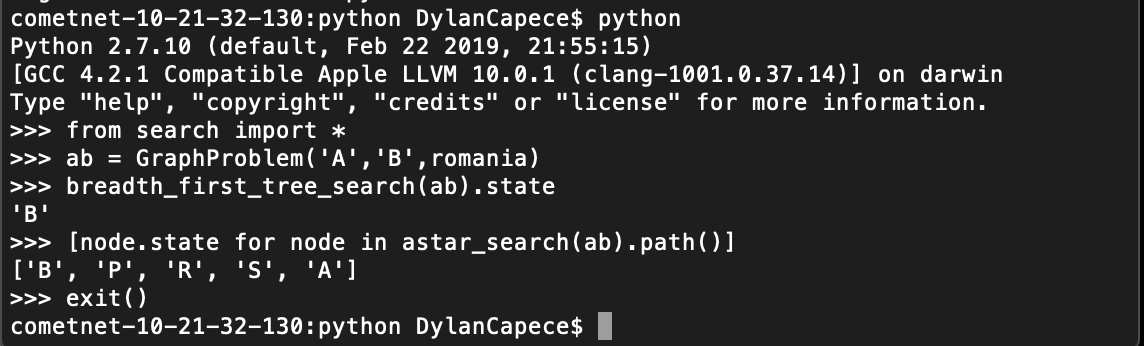 cometnet-10-21-32-130:python DylanCapece$ python
Python 2.7.10 (default, Feb 22 2019, 21:55:15)
[GCC 4.2.1 Compatible Apple LLVM 10.0.1 (clang-1001.0.37.14)] on darwin
Type "help", "copyright", "credits" or "license" for more information.
>>> from search import *
>>> ab = GraphProblem('A','B',romania)
>>> breadth_first_tree_search(ab).state
'B'
>>> [node.state for node in astar_search(ab).path()]
['B', 'P', 'R', 'S', 'A']
>>> exit()
cometnet-10-21-32-130:python DylanCapece$